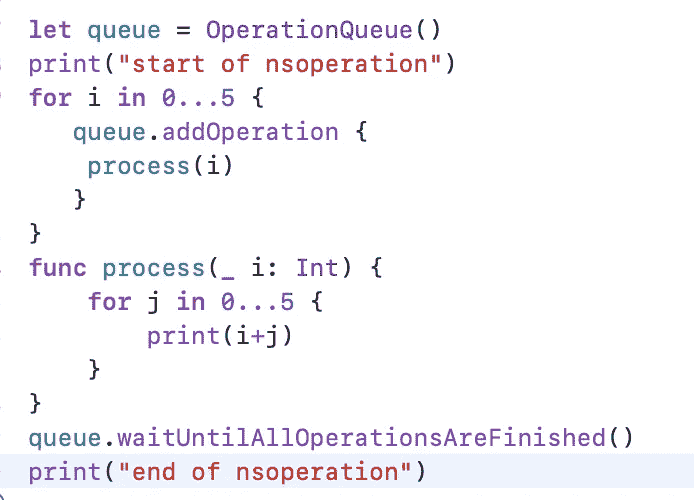 let queue = OperationQueue()
print("start of nsoperation")
for i in 0...5 {
queue.addOperation {
process(i)
}
}
func process(_ i: Int) {
for j in 0...5 {
print(i+j)
}
}
queue.waitUntilAllOperationsAreFinished()
print("end of nsoperation")